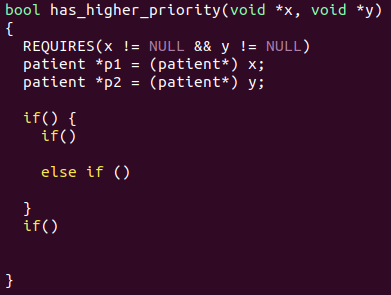 bool has_higher_priority(void *x, void *y)
{
  REQUIRES(x != NULL && y != NULL)
  patient *p1 = (patient*) x;
  patient *p2 = (patient*) y;

  if() {
    if()

    else if ()

  }
  if()


}